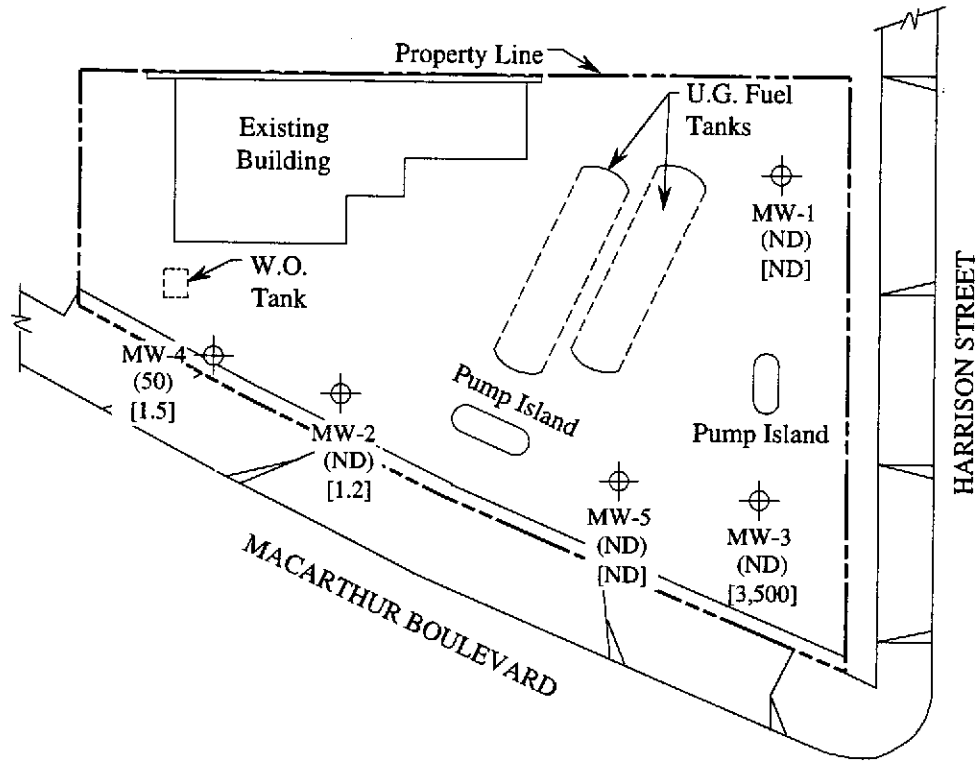 Property Line
U.G. Fuel
Tanks
Existing
Building
MW-1
(ND)
[ND]
W.O.
Tank
HARRISON STREET
MW-4
(50)
[1.5]
MW-2
(ND)
[1.2]
Pump Island
Pump Island
MW-5
(ND)
[ND]
MW-3
(ND)
[3,500]
MACARTHUR BOULEVARD